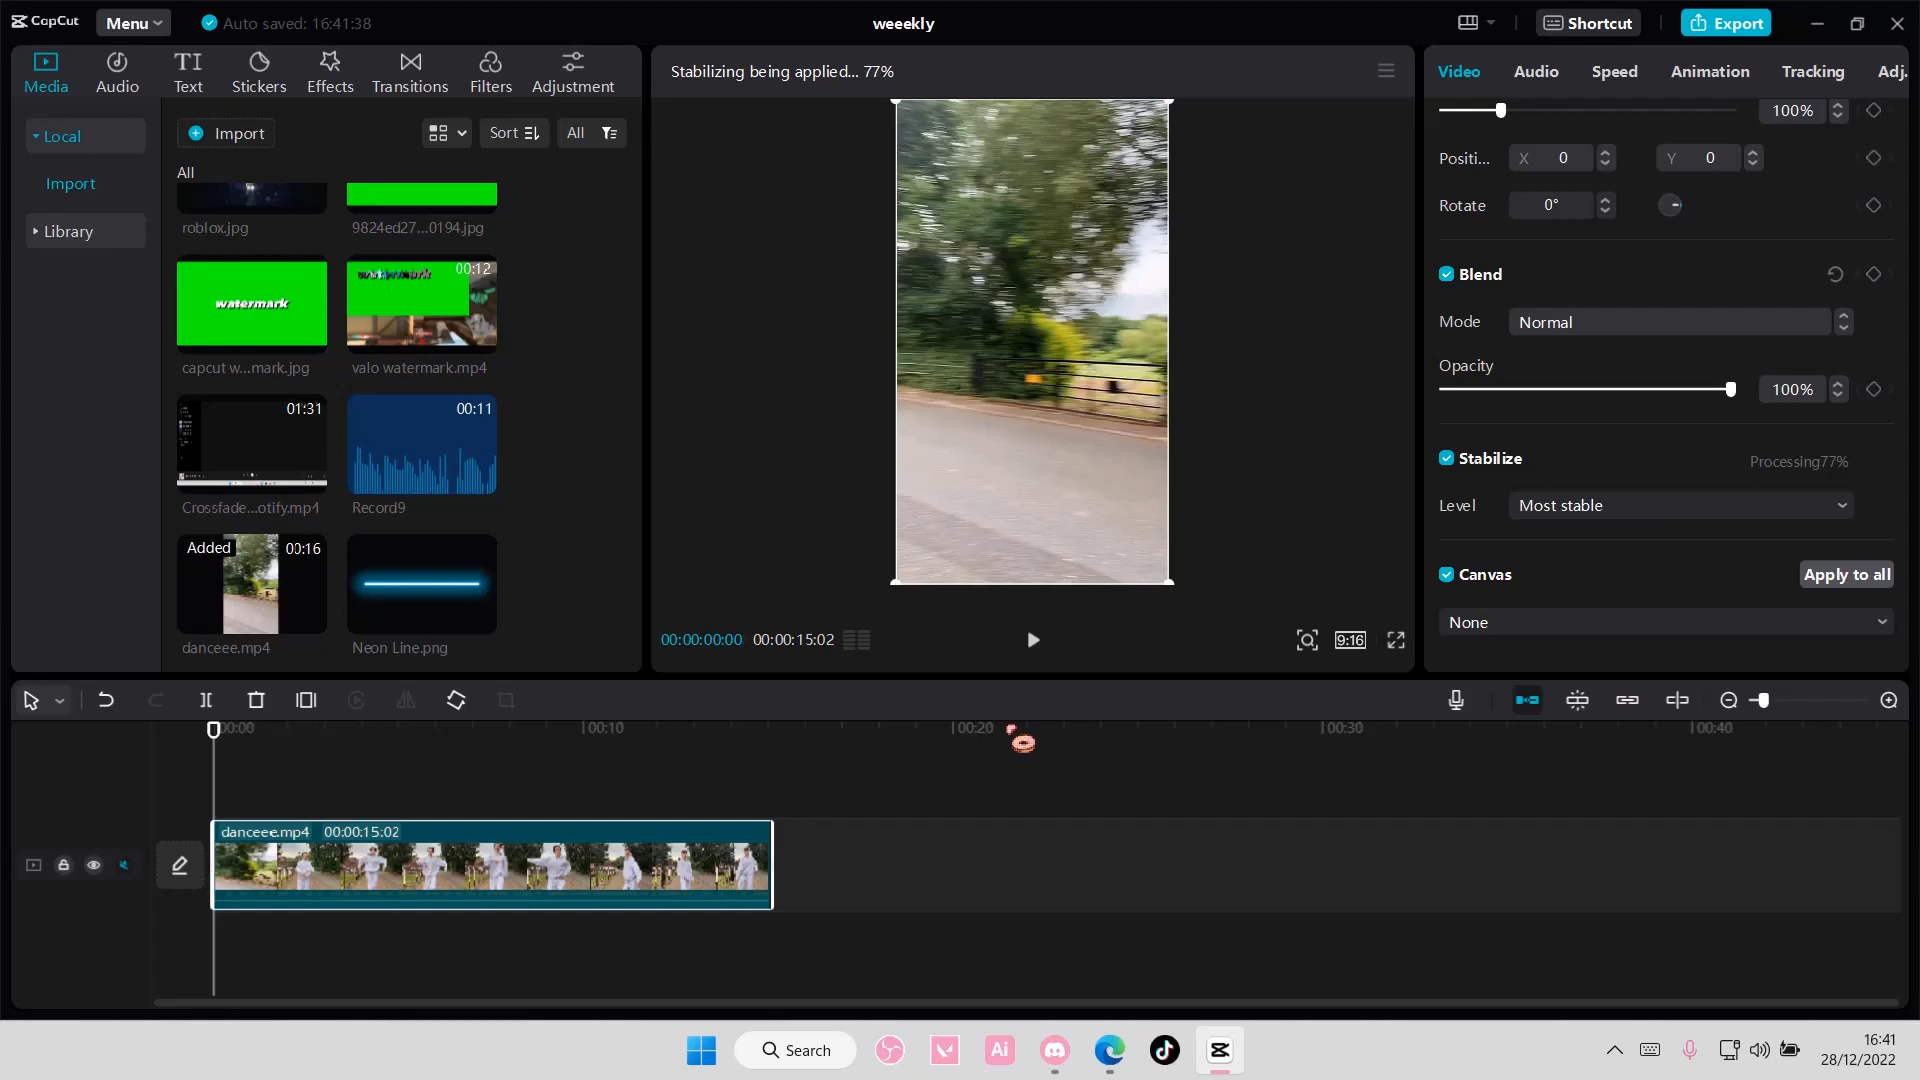 CapCut
Menu
Auto saved: 16:41:38
weeekly
Shortcut
Export
Media
Audio
Text
Stickers
Effects
Transitions
Filters
Adjustment
Local
Import
Library
Import
Sort
All
All
roblox.jpg
9824ed27...0194.jpg
watermark
00:12
capcut w...mark.jpg
valo watermark.mp4
01:31
00:11
Crossfade...otify.mp4
Record9
Added
00:16
danceee.mp4
Neon Line.png
Stabilizing being applied... 77%
00:00:00:00
00:00:15:02
9:16
Video
Audio
Speed
Animation
Tracking
Adj.
100%
Positi...
X 0
Y 0
Rotate
0°
Blend
Mode
Normal
Opacity
100%
Stabilize
Processing77%
Level
Most stable
Canvas
Apply to all
None
00:00
00:10
00:20
00:30
00:40
danceee.mp4 00:00:15:02
Search
Ai
16:41
28/12/2022